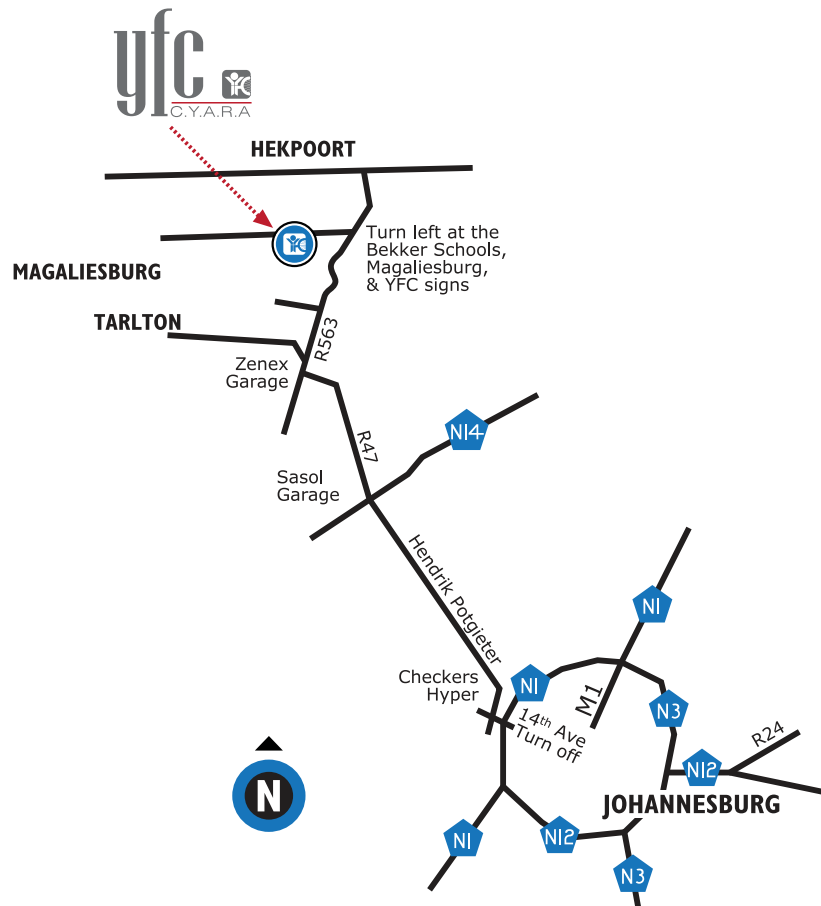 yfc
YFC
C.Y.A.R.A
HEKPOORT
YFC
Turn left at the
Bekker Schools,
Magaliesburg,
& YFC signs
MAGALIESBURG
TARLTON
R563
Zenex
Garage
R47
N14
Sasol
Garage
Hendrik Potgieter
N1
Checkers
Hyper
N1
M1
N3
14th Ave
Turn off
R24
N12
N
JOHANNESBURG
N1
N12
N3